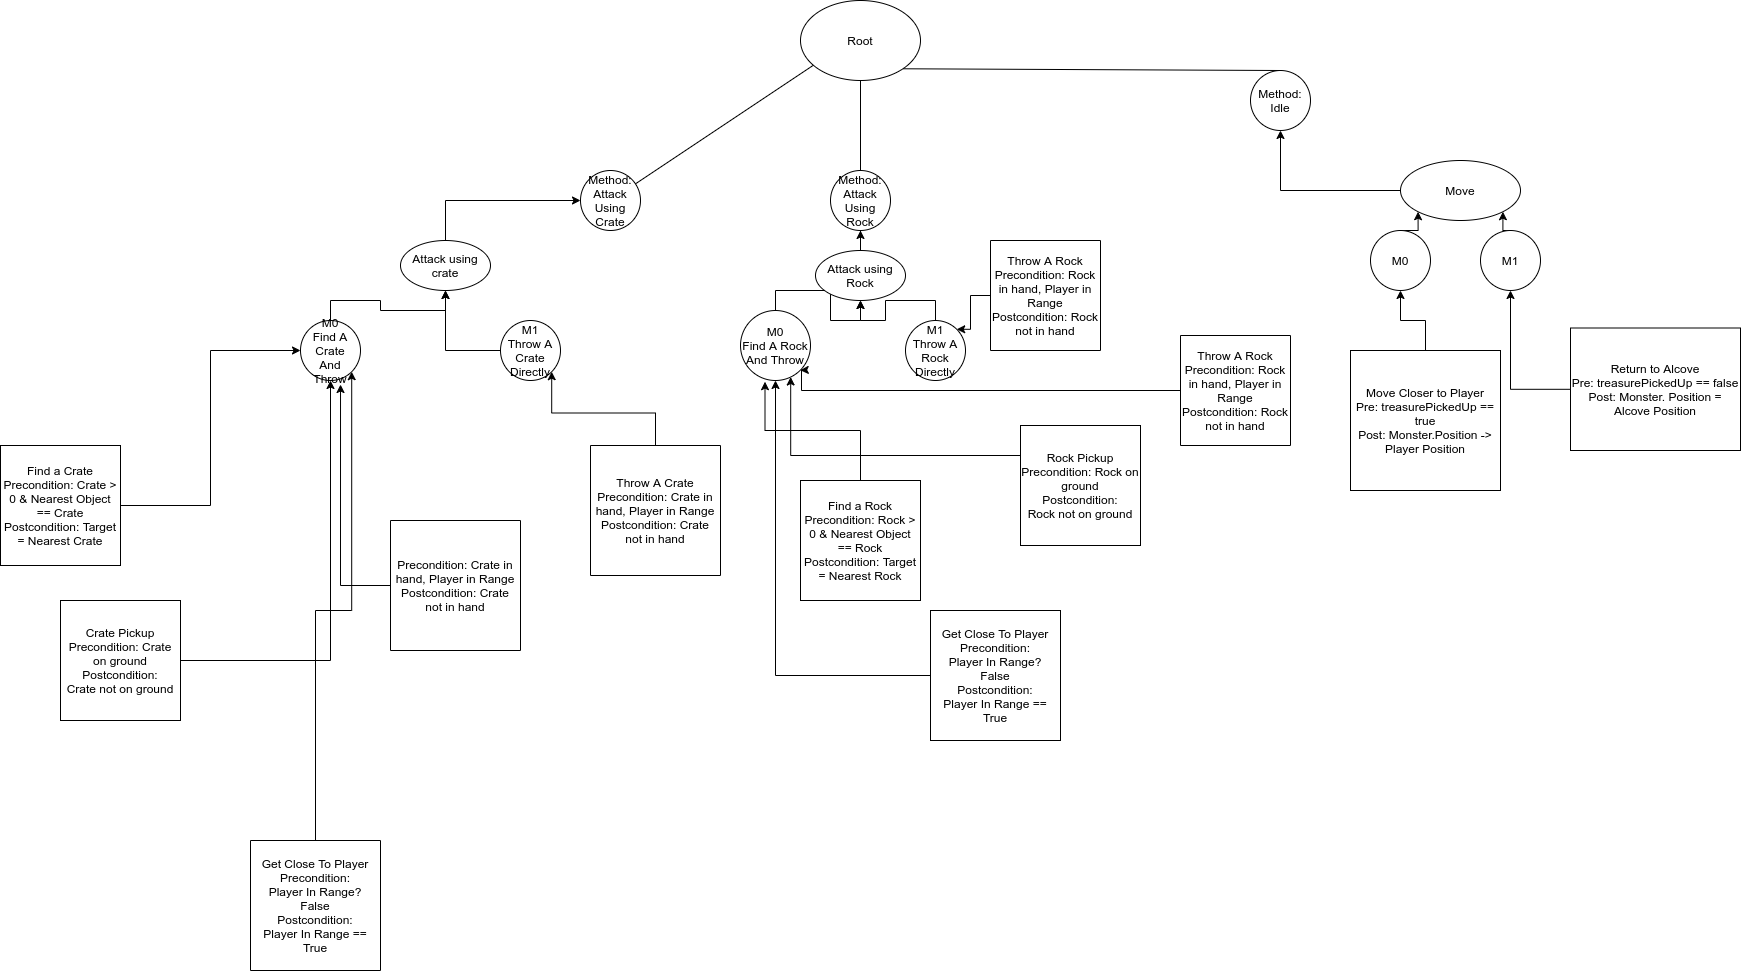 Root
Method:
Idle
Method:
Attack
Using
Crate
Method:
Attack
Using
Rock
Move
Attack using
crate
Attack using
Rock
Throw A Rock
Precondition: Rock
in hand, Player in
Range
Postcondition: Rock
not in hand
M0
M1
M0
Find A
Crate
And
Throw
M1
Throw A
Crate
Directly
M0
Find A Rock
And Throw
M1
Throw A
Rock
Directly
Throw A Rock
Precondition: Rock
in hand, Player in
Range
Postcondition: Rock
not in hand
Move Closer to Player
Pre: treasurePickedUp ==
true
Post: Monster.Position ->
Player Position
Return to Alcove
Pre: treasurePickedUp == false
Post: Monster. Position =
Alcove Position
Find a Crate
Precondition: Crate >
0 & Nearest Object
== Crate
Postcondition: Target
= Nearest Crate
Throw A Crate
Precondition: Crate in
hand, Player in Range
Postcondition: Crate
not in hand
Rock Pickup
Precondition: Rock on
ground
Postcondition:
Rock not on ground
Find a Rock
Precondition: Rock >
0 & Nearest Object
== Rock
Postcondition: Target
= Nearest Rock
Precondition: Crate in
hand, Player in Range
Postcondition: Crate
not in hand
Crate Pickup
Precondition: Crate
on ground
Postcondition:
Crate not on ground
Get Close To Player
Precondition:
Player In Range?
False
Postcondition:
Player In Range ==
True
Get Close To Player
Precondition:
Player In Range?
False
Postcondition:
Player In Range ==
True